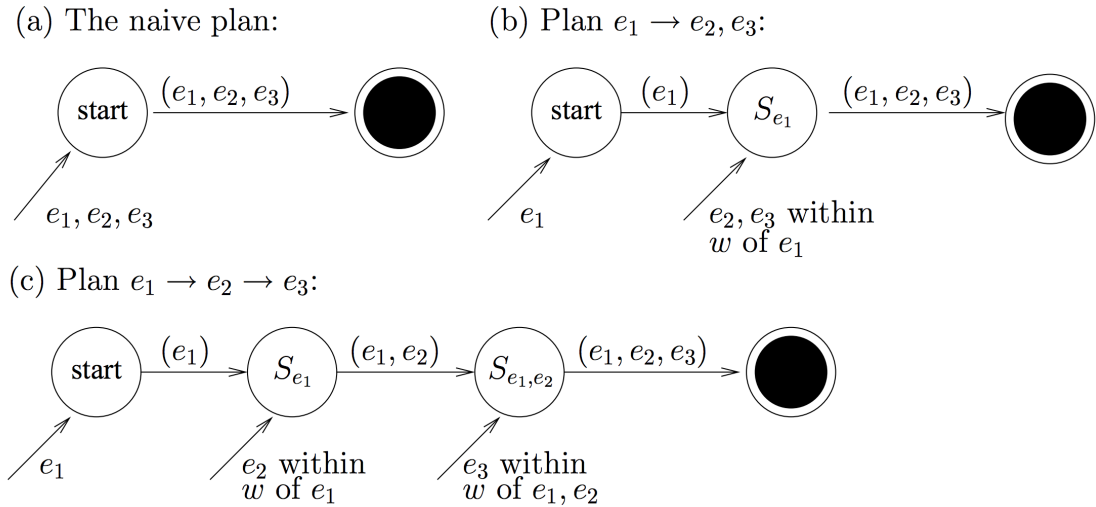 (a) The naive plan:
(b) Plan e₁ → e₂, e₃:
start
(e₁, e₂, e₃)
start
(e₁)
Sₑ₁
(e₁, e₂, e₃)
e₁, e₂, e₃
e₁
e₂, e₃ within
w of e₁
(c) Plan e₁ → e₂ → e₃:
start
(e₁)
Sₑ₁
(e₁, e₂)
Sₑ₁,ₑ₂
(e₁, e₂, e₃)
e₁
e₂ within
w of e₁
e₃ within
w of e₁, e₂